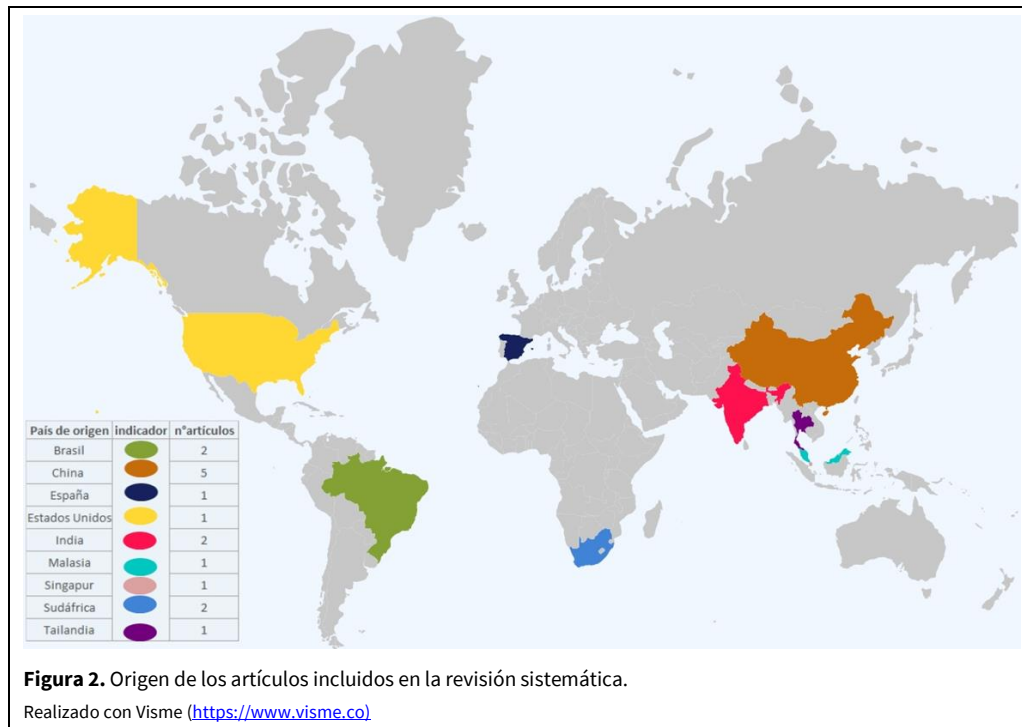 País de origen indicador n°artículos
Brasil 2
China 5
España 1
Estados Unidos 1
India 2
Malasia 1
Singapur 1
Sudáfrica 2
Tailandia 1
Figura 2. Origen de los artículos incluidos en la revisión sistemática.
Realizado con Visme (https://www.visme.co)